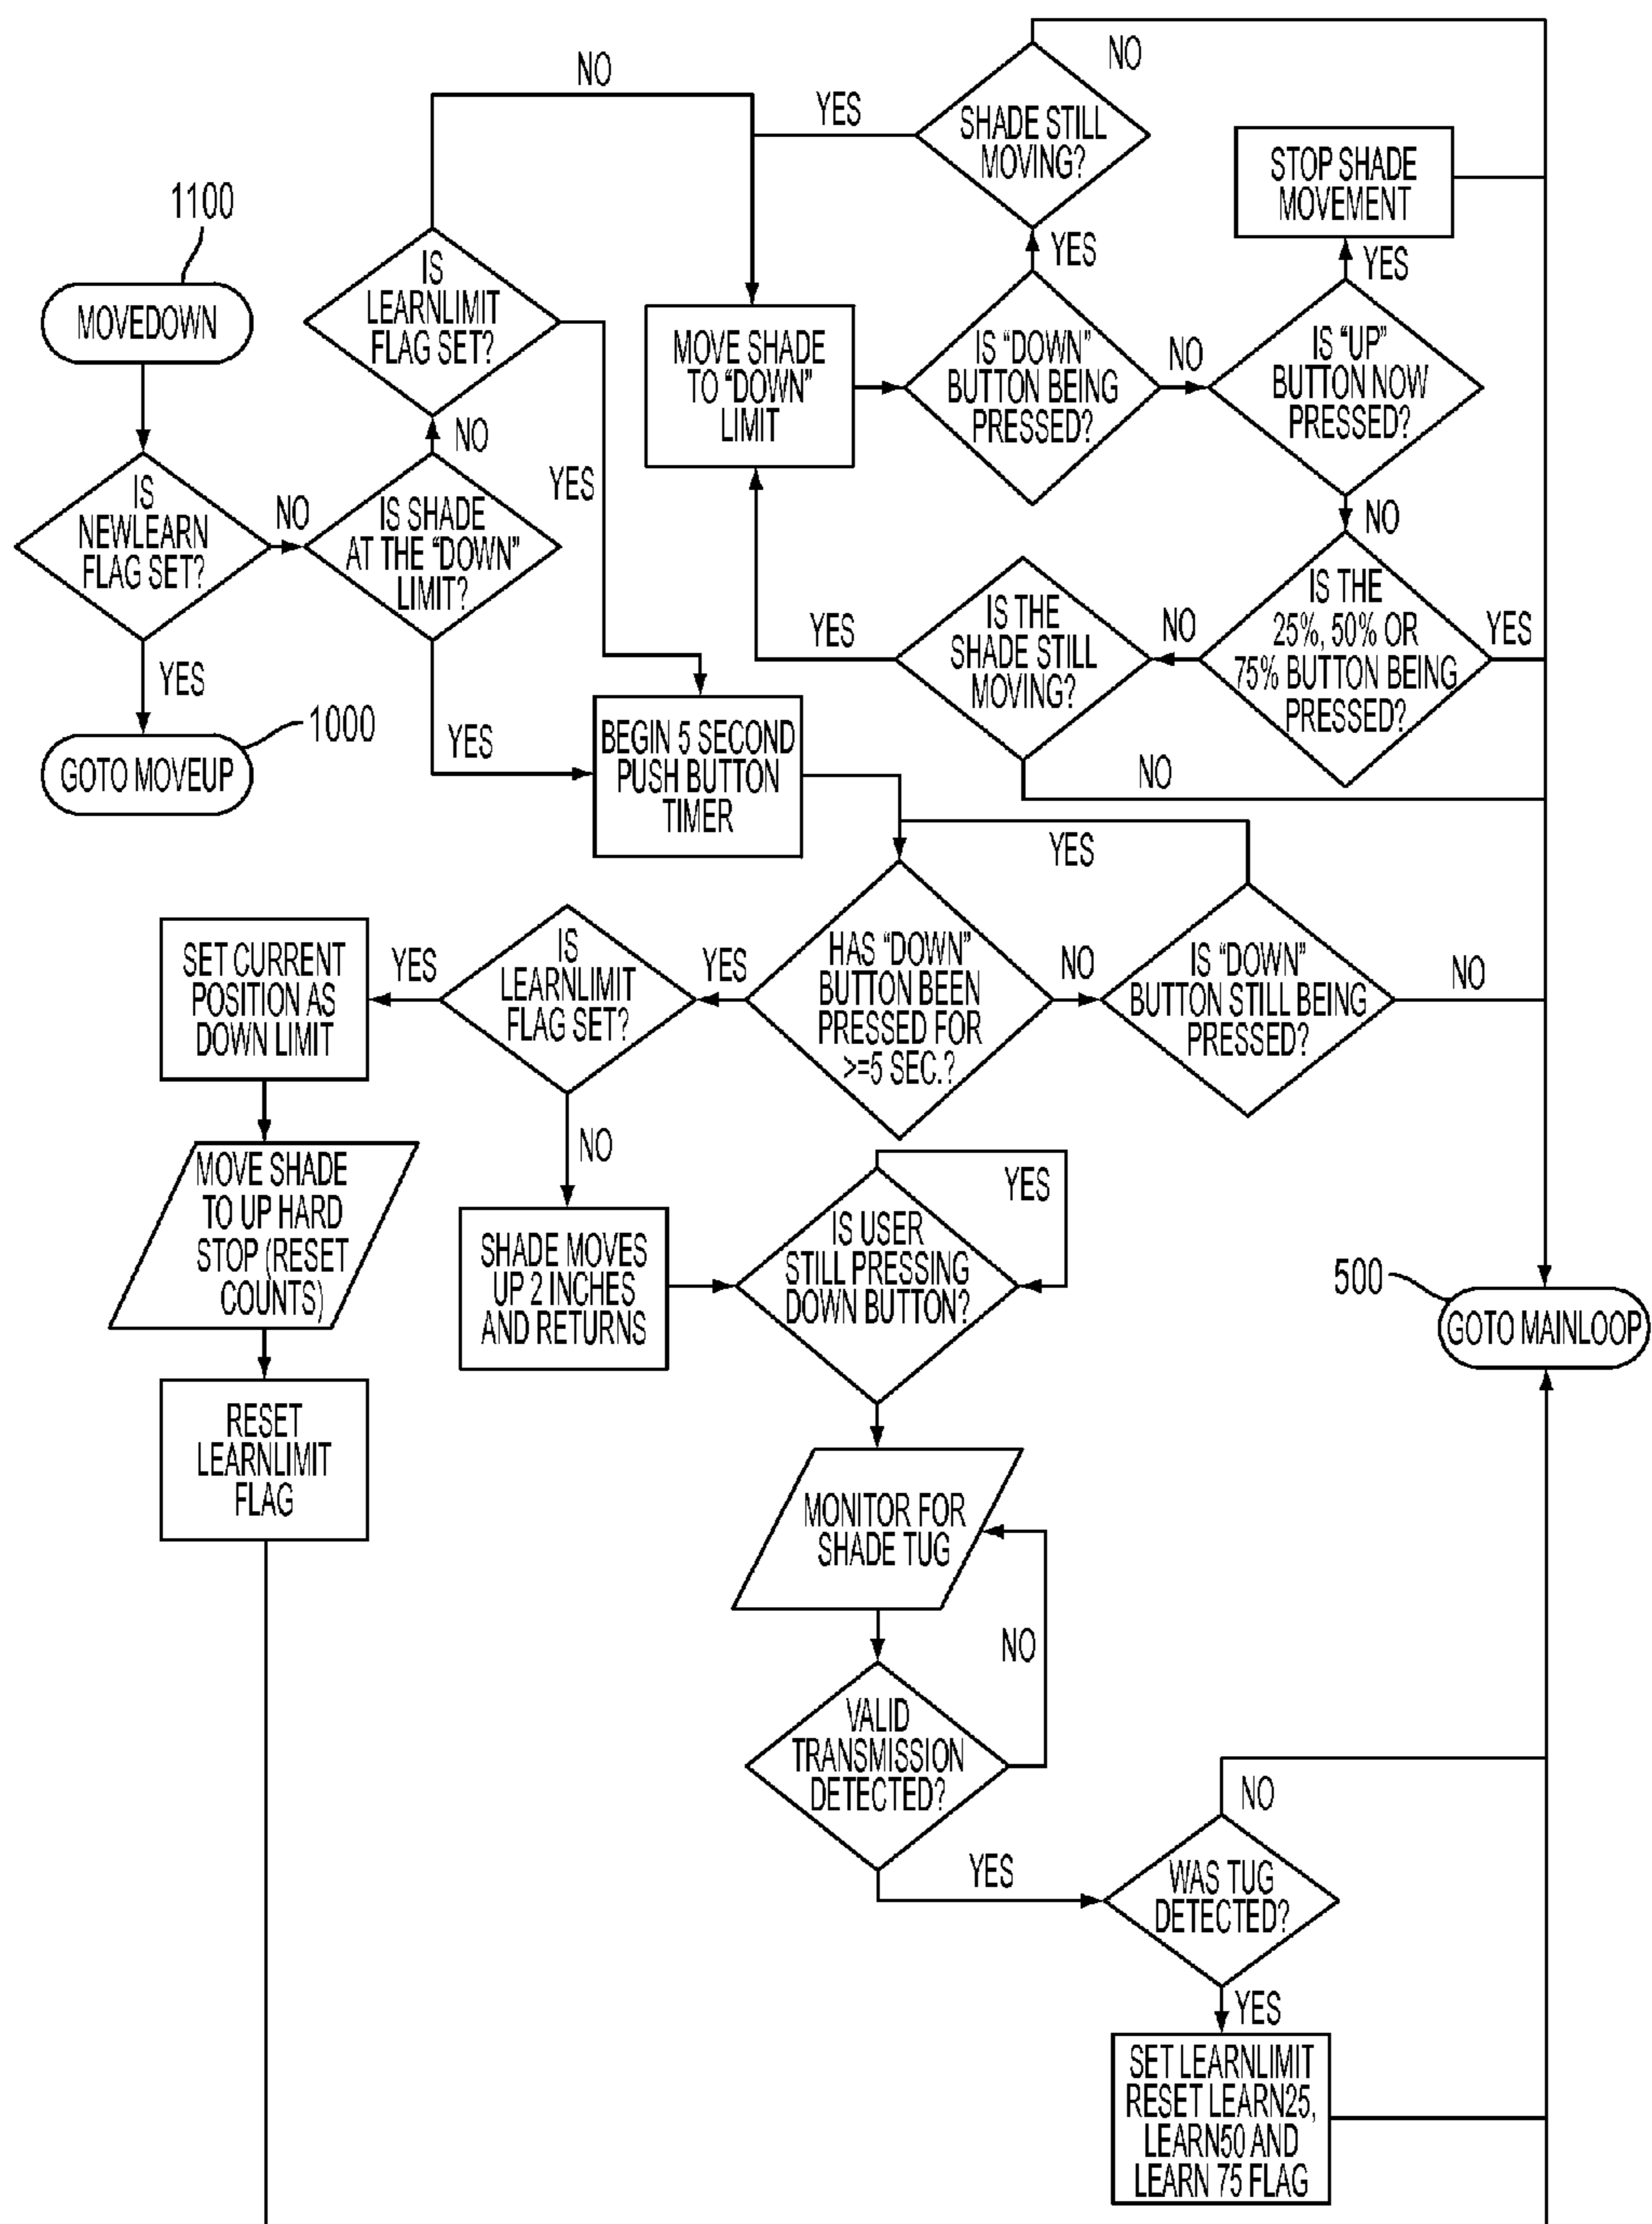 NO
NO
YES
SHADE STILL
MOVING?
STOP SHADE
MOVEMENT
1100
MOVEDOWN
IS
LEARNLIMIT
FLAG SET?
YES
YES
MOVE SHADE
TO "DOWN"
LIMIT
IS "DOWN"
BUTTON BEING
PRESSED?
NO
IS "UP"
BUTTON NOW
PRESSED?
NO
YES
NO
IS
NEWLEARN
FLAG SET?
NO
IS SHADE
AT THE "DOWN"
LIMIT?
YES
IS THE
SHADE STILL
MOVING?
NO
IS THE
25%, 50% OR
75% BUTTON BEING
PRESSED?
YES
YES
1000
GOTO MOVEUP
YES
BEGIN 5 SECOND
PUSH BUTTON
TIMER
NO
YES
SET CURRENT
POSITION AS
DOWN LIMIT
YES
IS
LEARNLIMIT
FLAG SET?
YES
HAS "DOWN"
BUTTON BEEN
PRESSED FOR
>=5 SEC.?
NO
IS "DOWN"
BUTTON STILL BEING
PRESSED?
NO
NO
MOVE SHADE
TO UP HARD
STOP (RESET
COUNTS)
SHADE MOVES
UP 2 INCHES
AND RETURNS
IS USER
STILL PRESSING
DOWN BUTTON?
YES
500
GOTO MAINLOOP
RESET
LEARNLIMIT
FLAG
MONITOR FOR
SHADE TUG
NO
VALID
TRANSMISSION
DETECTED?
YES
NO
WAS TUG
DETECTED?
YES
SET LEARNLIMIT
RESET LEARN25,
LEARN50 AND
LEARN 75 FLAG